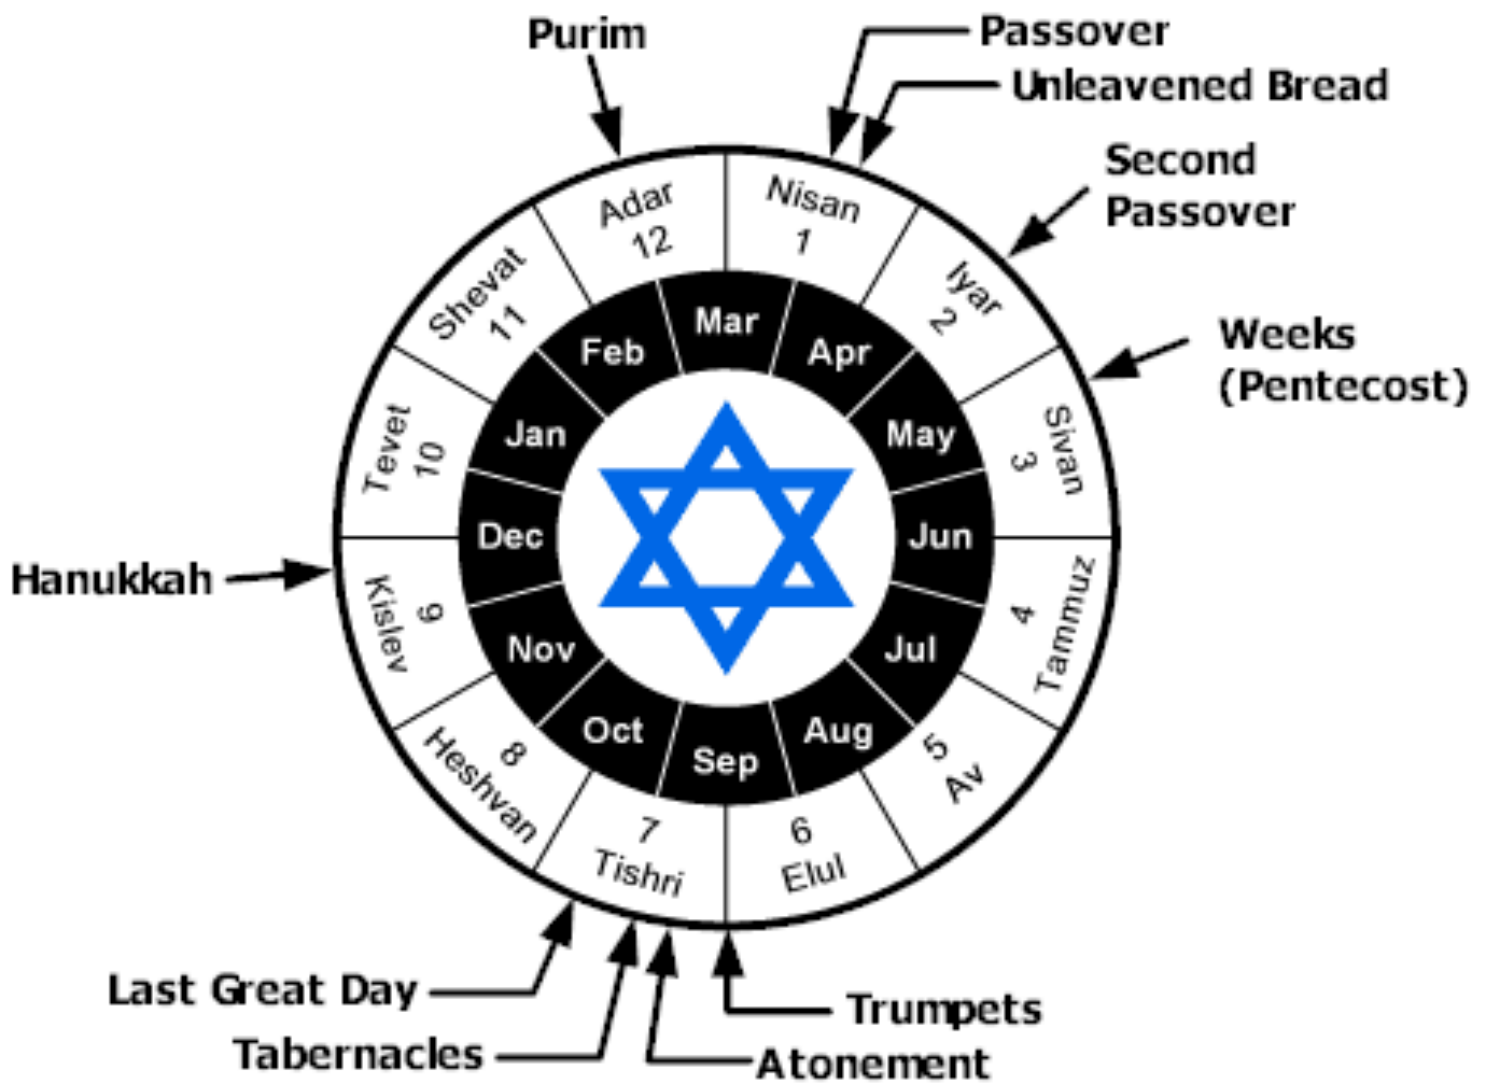 Purim
Passover
Unleavened Bread
Second
Passover
Weeks
(Pentecost)
Hanukkah
Last Great Day
Tabernacles
Atonement
Trumpets
Nisan
1
Iyar
2
Sivan
3
Tammuz
4
Av
5
Elul
6
Tishri
7
Heshvan
8
Kislev
9
Tevet
10
Shevat
11
Adar
12
Mar
Apr
May
Jun
Jul
Aug
Sep
Oct
Nov
Dec
Jan
Feb